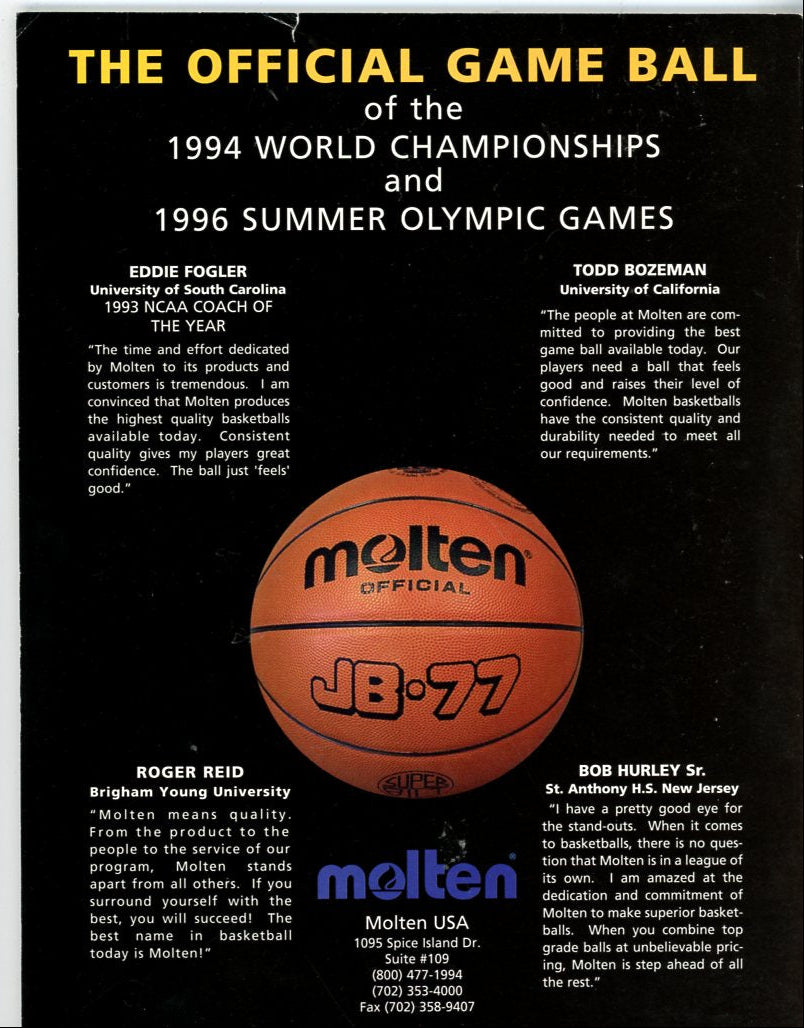 THE OFFICIAL GAME BALL
of the
1994 WORLD CHAMPIONSHIPS
and
1996 SUMMER OLYMPIC GAMES
EDDIE FOGLER
University of South Carolina
1993 NCAA COACH OF
THE YEAR
"The time and effort dedicated
by Molten to its products and
customers is tremendous. I am
convinced that Molten produces
the highest quality basketballs
available today. Consistent
quality gives my players great
confidence. The ball just 'feels'
good."
TODD BOZEMAN
University of California
"The people at Molten are com-
mitted to providing the best
game ball available today. Our
players need a ball that feels
good and raises their level of
confidence. Molten basketballs
have the consistent quality and
durability needed to meet all
our requirements."
molten®
OFFICIAL
JB·77
SUPER
ROGER REID
Brigham Young University
"Molten means quality.
From the product to the
people to the service of our
program, Molten stands
apart from all others. If you
surround yourself with the
best, you will succeed! The
best name in basketball
today is Molten!"
molten®
Molten USA
1095 Spice Island Dr.
Suite #109
(800) 477-1994
(702) 353-4000
Fax (702) 358-9407
BOB HURLEY Sr.
St. Anthony H.S. New Jersey
"I have a pretty good eye for
the stand-outs. When it comes
to basketballs, there is no ques-
tion that Molten is in a league of
its own. I am amazed at the
dedication and commitment of
Molten to make superior basket-
balls. When you combine top
grade balls at unbelievable pric-
ing, Molten is step ahead of all
the rest."